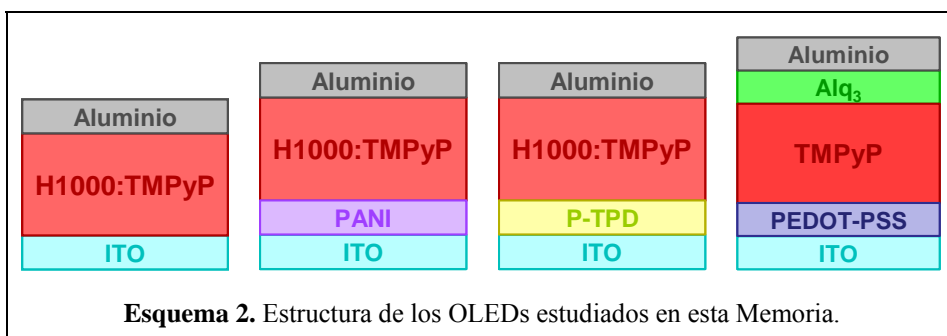 Aluminio
H1000:TMPyP
ITO
Aluminio
H1000:TMPyP
PANI
ITO
Aluminio
H1000:TMPyP
P-TPD
ITO
Aluminio
Alq₃
TMPyP
PEDOT-PSS
ITO
Esquema 2. Estructura de los OLEDs estudiados en esta Memoria.